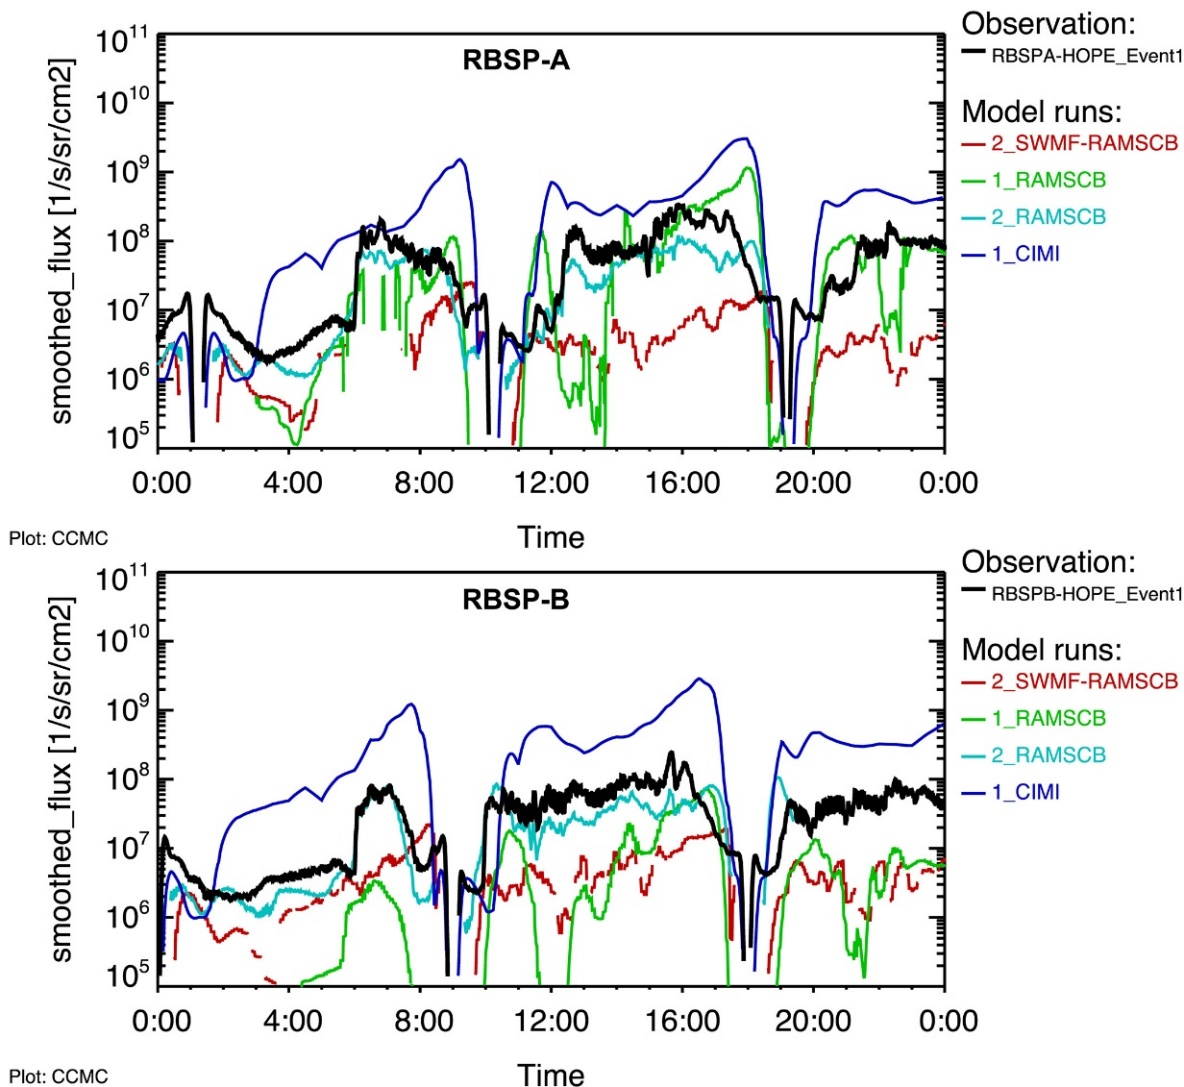 RBSP-A
smoothed_flux [1/s/sr/cm2]
10^11
10^10
10^9
10^8
10^7
10^6
10^5
0:00 4:00 8:00 12:00 16:00 20:00 0:00
Time
Plot: CCMC
Observation:
RBSPA-HOPE_Event1
Model runs:
2_SWMF-RAMSCB
1_RAMSCB
2_RAMSCB
1_CIMI
RBSP-B
smoothed_flux [1/s/sr/cm2]
10^11
10^10
10^9
10^8
10^7
10^6
10^5
0:00 4:00 8:00 12:00 16:00 20:00 0:00
Time
Plot: CCMC
Observation:
RBSPB-HOPE_Event1
Model runs:
2_SWMF-RAMSCB
1_RAMSCB
2_RAMSCB
1_CIMI